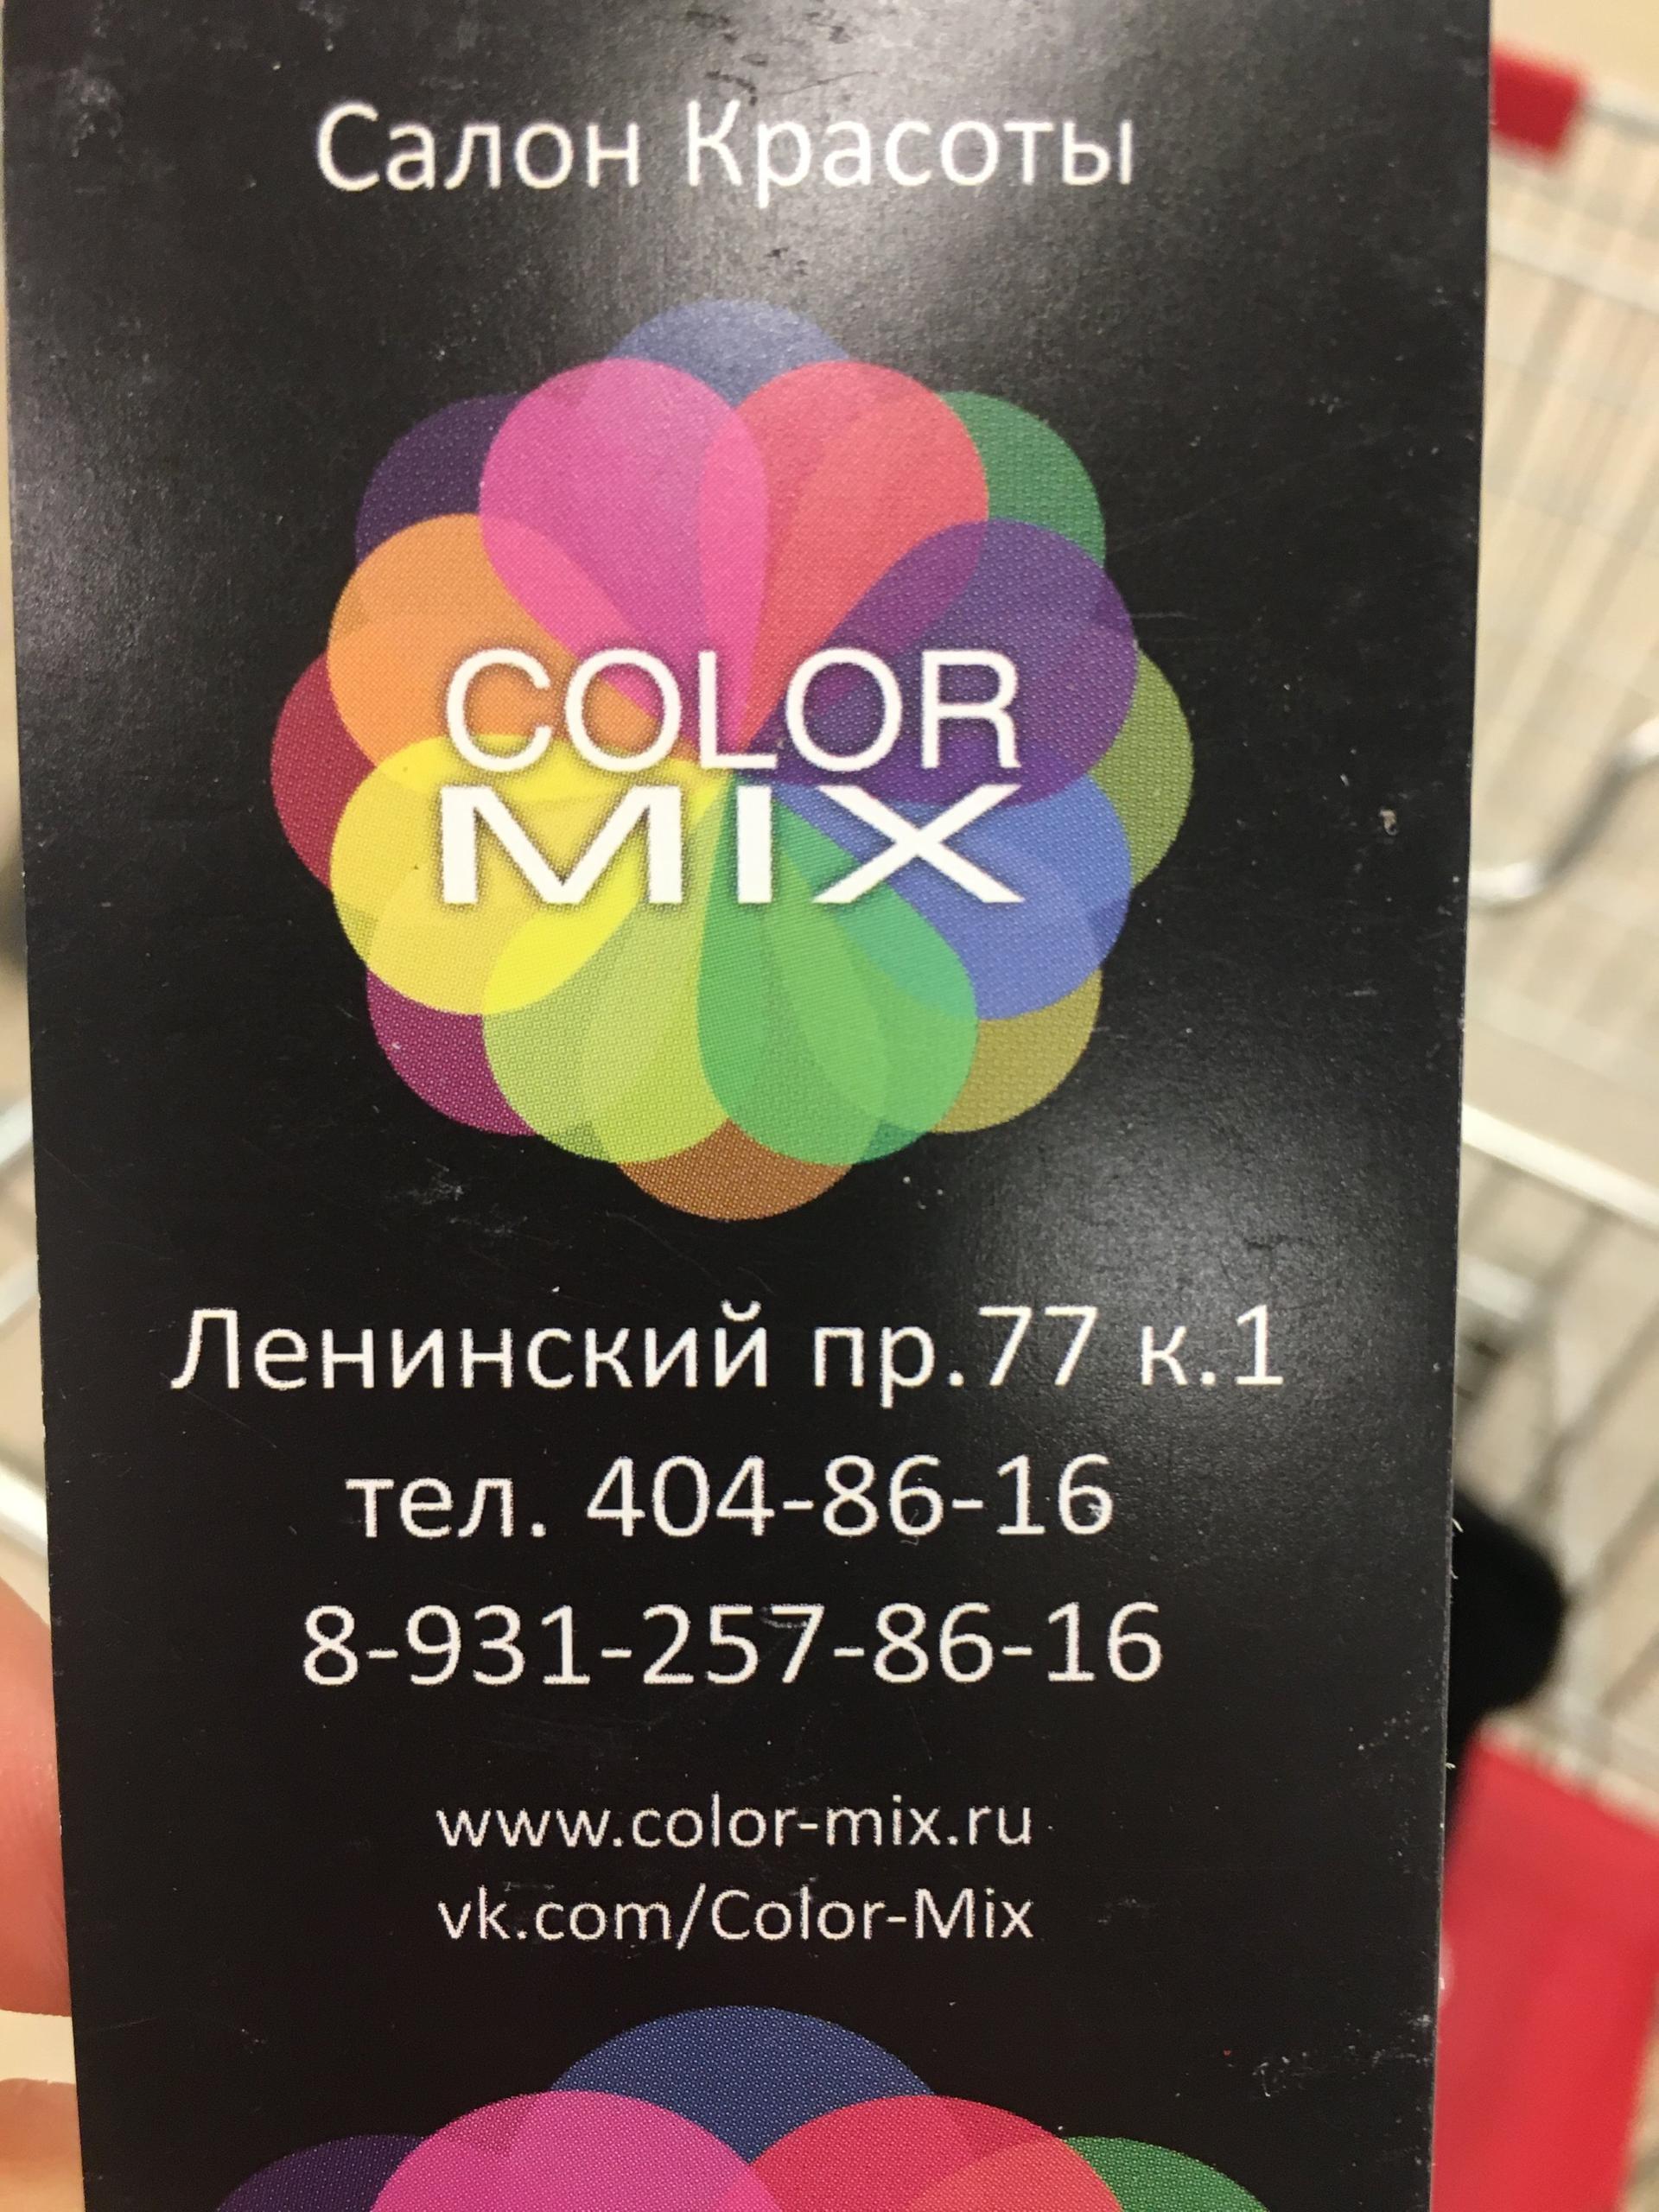 Салон Красоты
COLOR
MIX
Ленинский пр.77 к.1
тел. 404-86-16
8-931-257-86-16
www.color-mix.ru
vk.com/Color-Mix